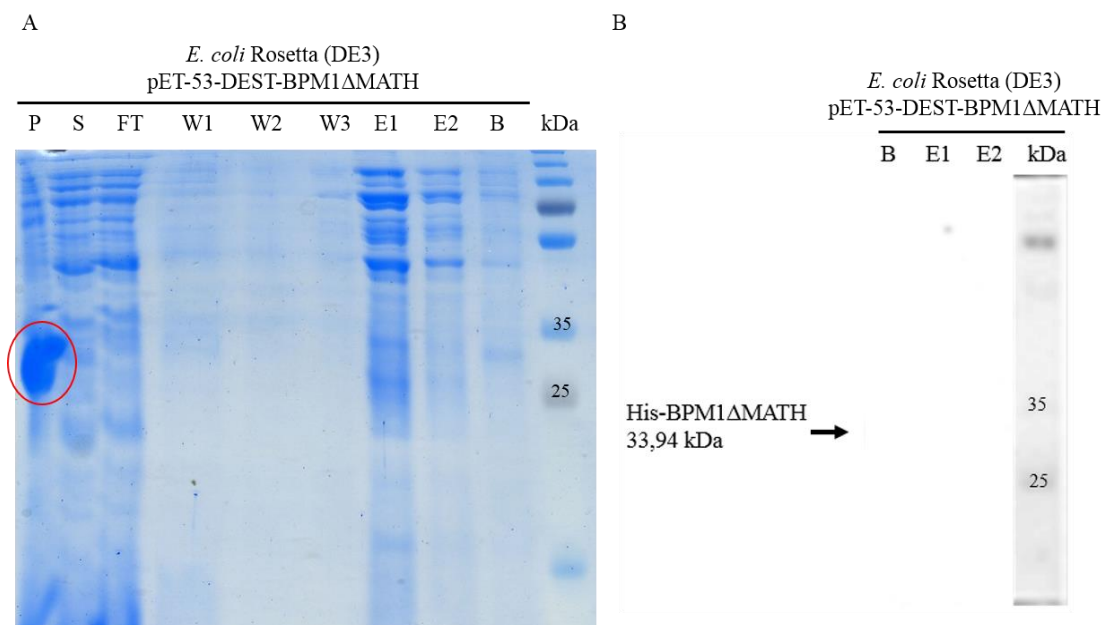 A
E. coli Rosetta (DE3)
pET-53-DEST-BPM1ΔMATH
P S FT W1 W2 W3 E1 E2 B kDa
35
25
B
E. coli Rosetta (DE3)
pET-53-DEST-BPM1ΔMATH
B E1 E2 kDa
35
His-BPM1ΔMATH
33,94 kDa
25